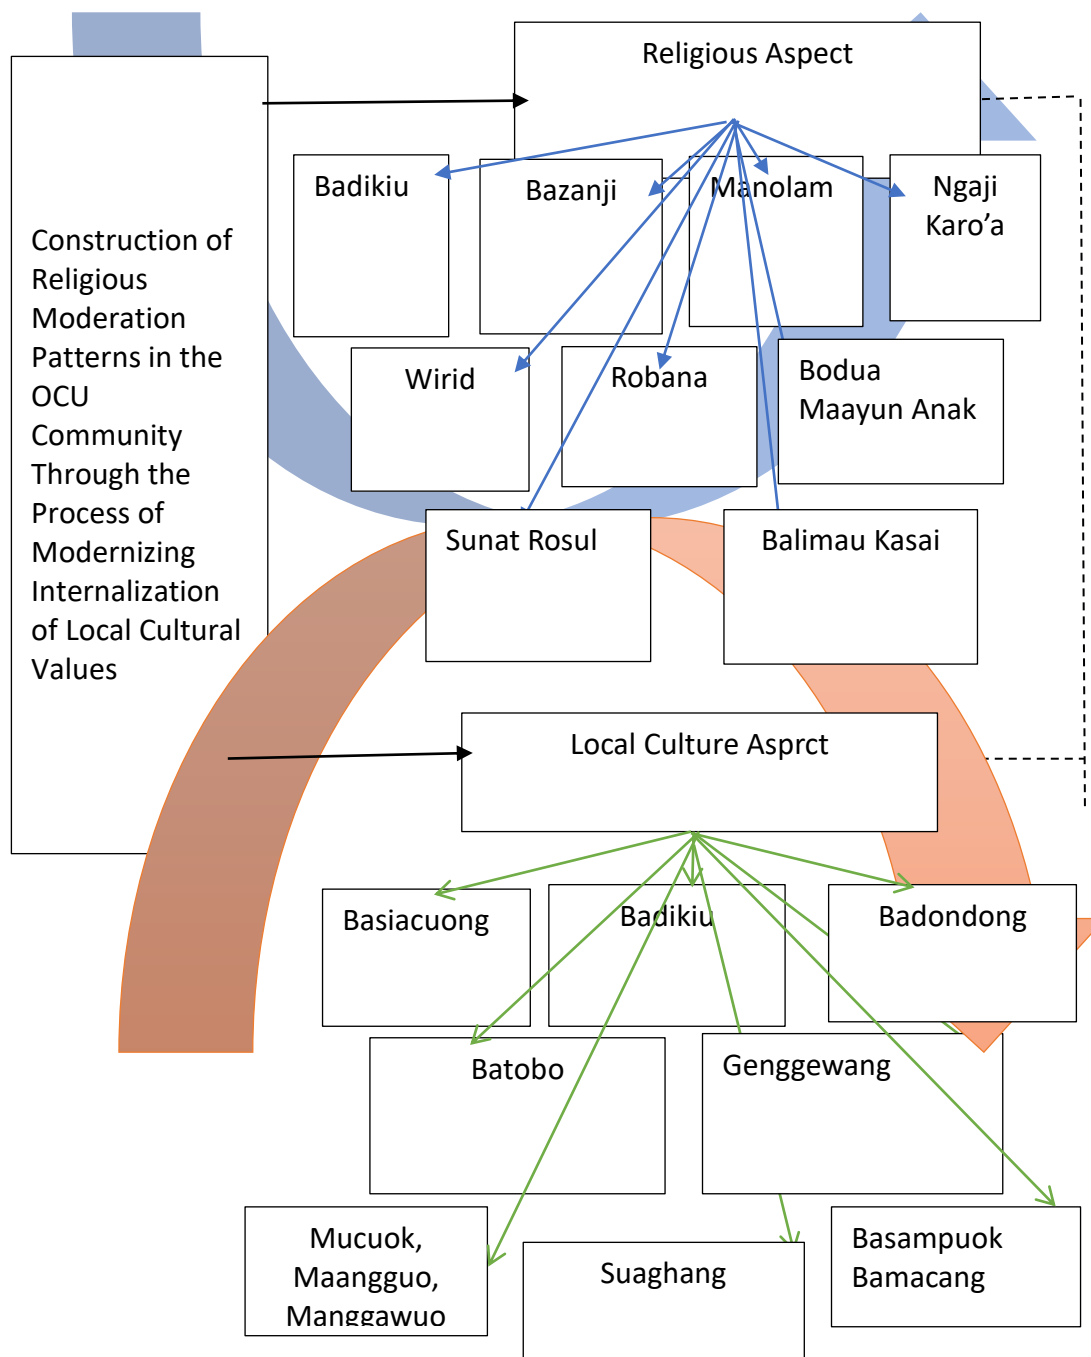 Construction of
Religious
Moderation
Patterns in the
OCU
Community
Through the
Process of
Modernizing
Internalization
of Local Cultural
Values
Religious Aspect
Badikiu
Bazanji
Manolam
Ngaji
Karo’a
Wirid
Robana
Bodua
Maayun Anak
Sunat Rosul
Balimau Kasai
Local Culture Asprct
Basiacuong
Badikiu
Badondong
Batobo
Genggewang
Mucuok,
Maangguo,
Manggawuo
Suaghang
Basampuok
Bamacang